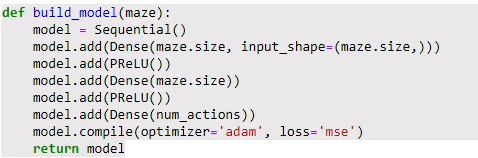 def build_model(maze):
    model = Sequential()
    model.add(Dense(maze.size, input_shape=(maze.size,)))
    model.add(PReLU())
    model.add(Dense(maze.size))
    model.add(PReLU())
    model.add(Dense(num_actions))
    model.compile(optimizer='adam', loss='mse')
    return model